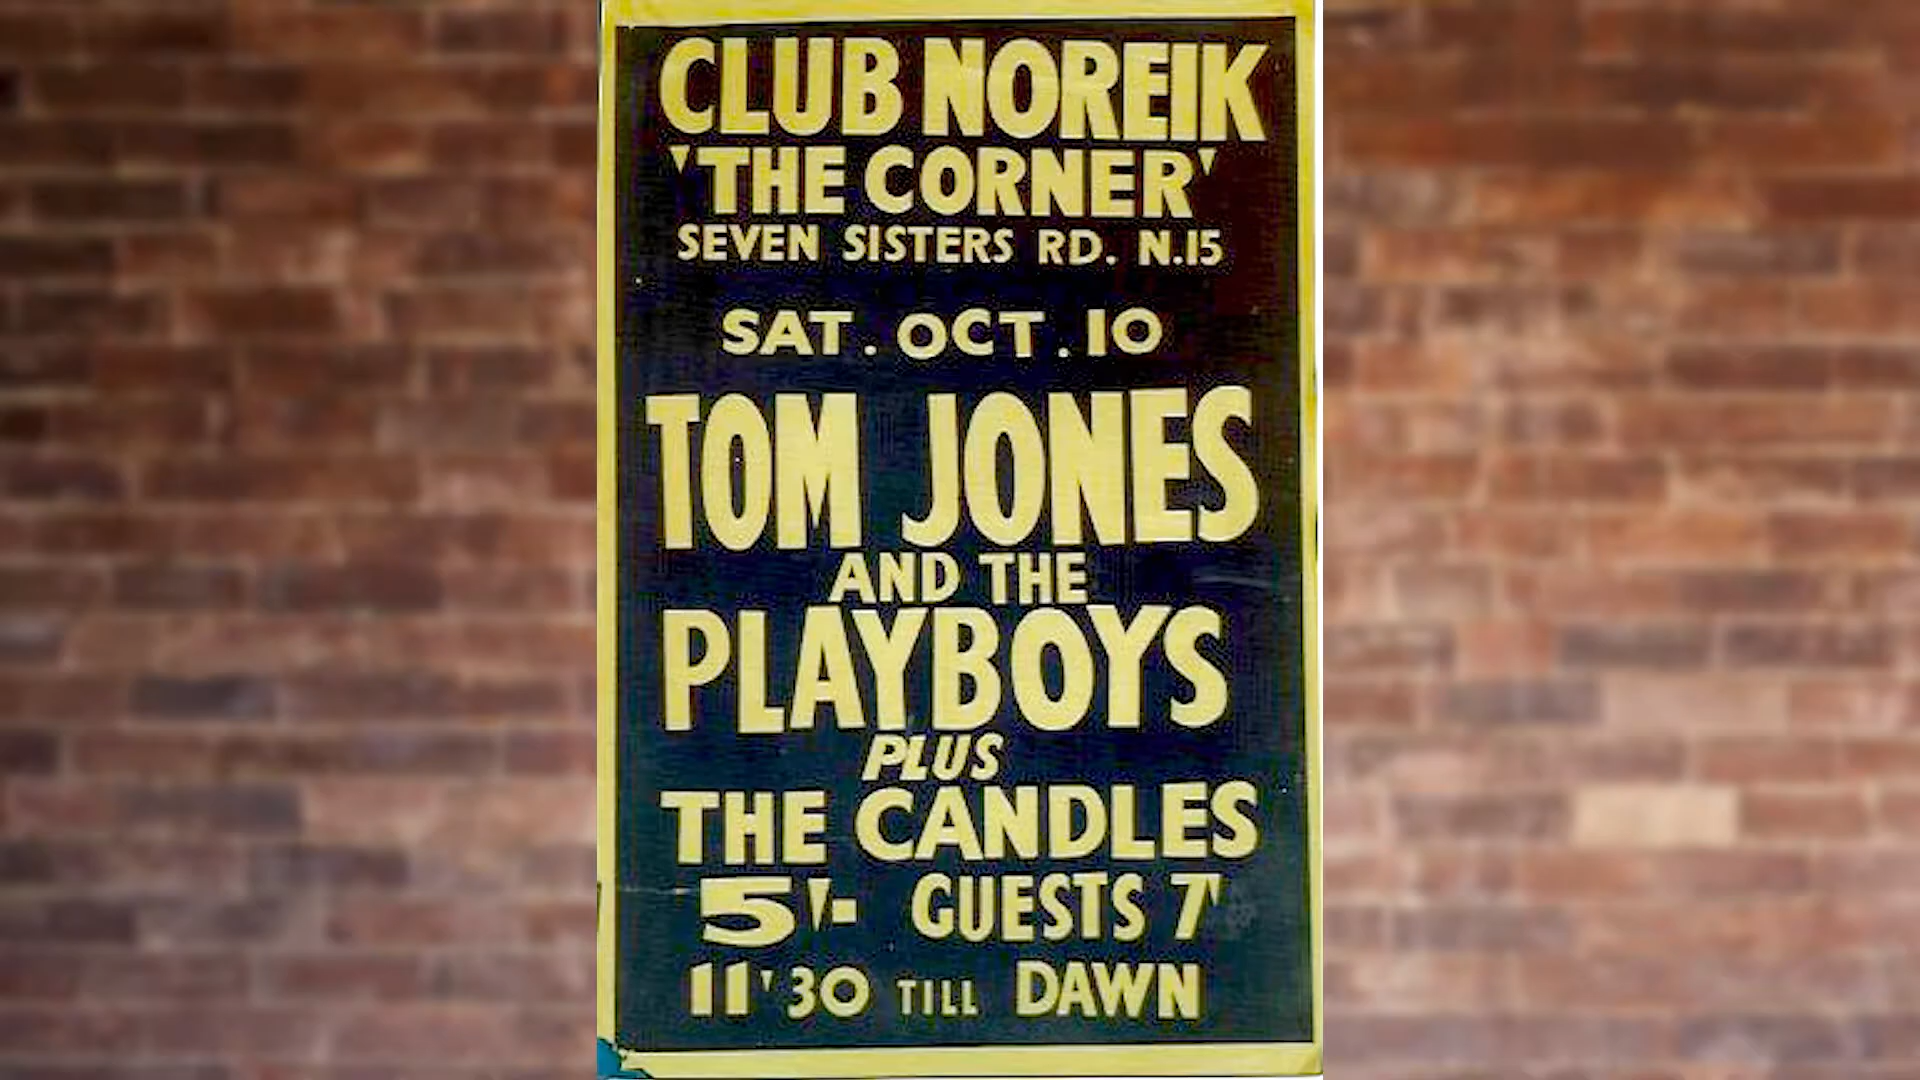 CLUB NOREIK
'THE CORNER'
SEVEN SISTERS RD. N.15
SAT. OCT. 10
TOM JONES
AND THE
PLAYBOYS
PLUS
THE CANDLES
5'- GUESTS 7'
11'30 TILL DAWN